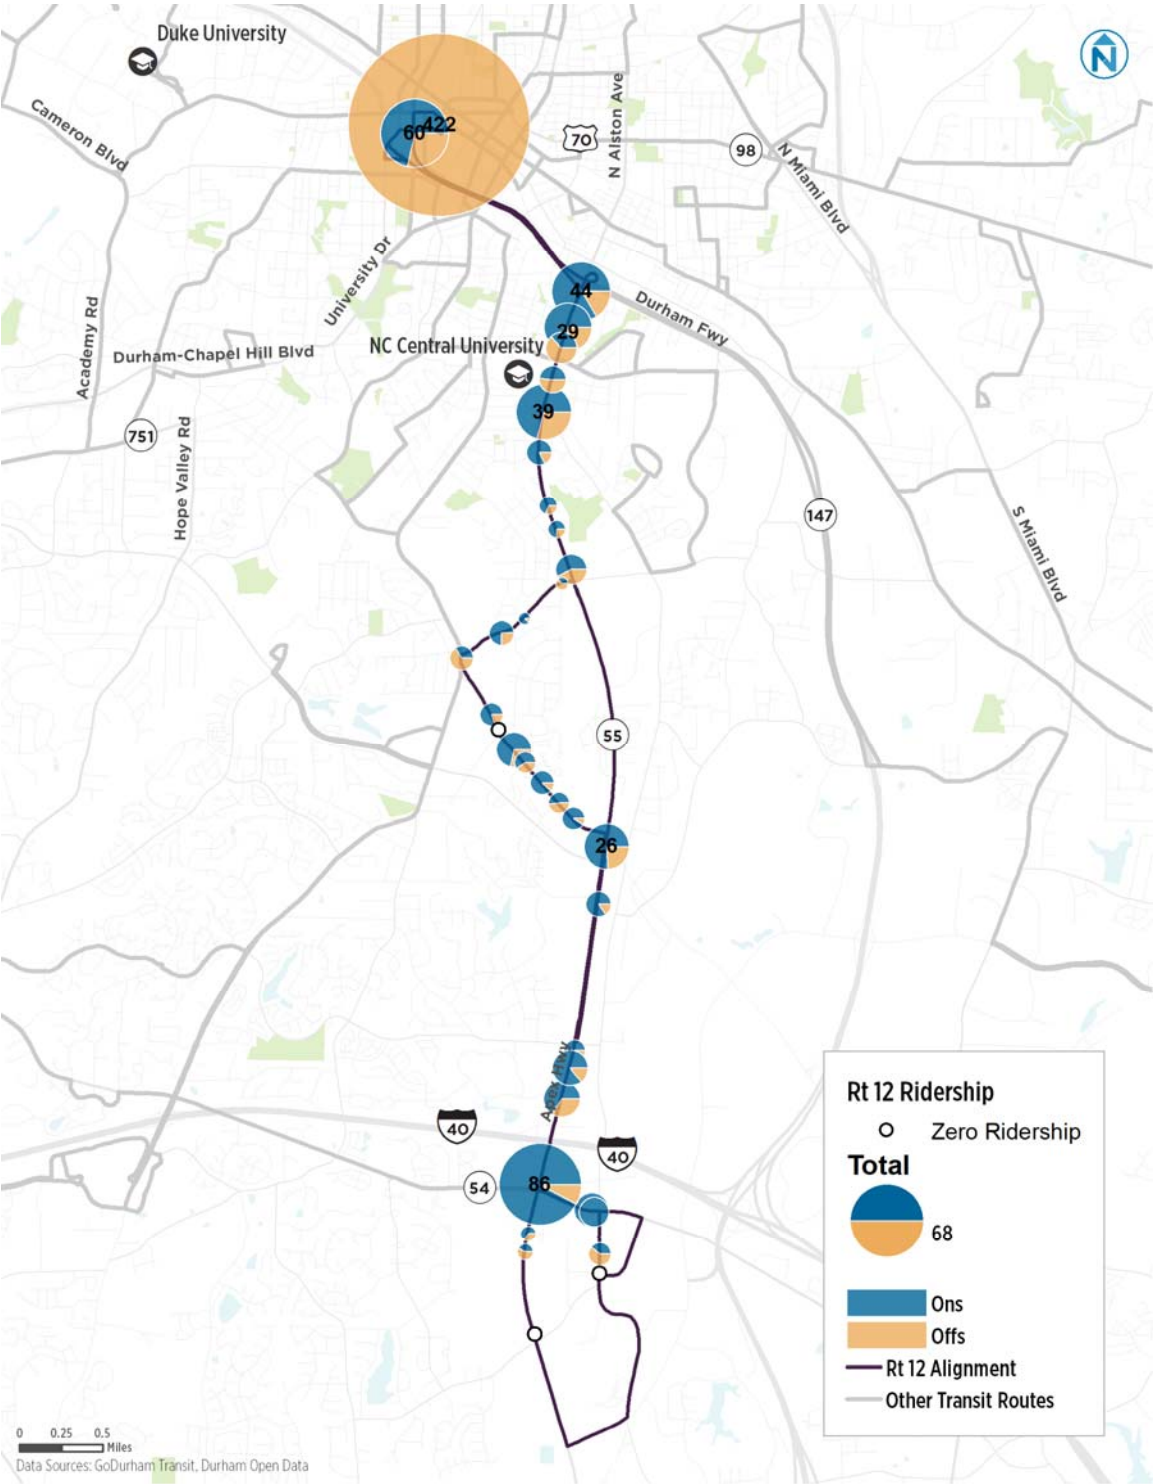 Duke University
N
Cameron Blvd
60
422
70
N Alston Ave
98
N Miami Blvd
University Dr
44
Durham Fwy
29
Academy Rd
NC Central University
Durham-Chapel Hill Blvd
39
751
Hope Valley Rd
147
S Miami Blvd
55
26
Apex Hwy
40
40
54
86
Rt 12 Ridership
Zero Ridership
Total
68
Ons
Offs
Rt 12 Alignment
Other Transit Routes
0 0.25 0.5
Miles
Data Sources: GoDurham Transit, Durham Open Data